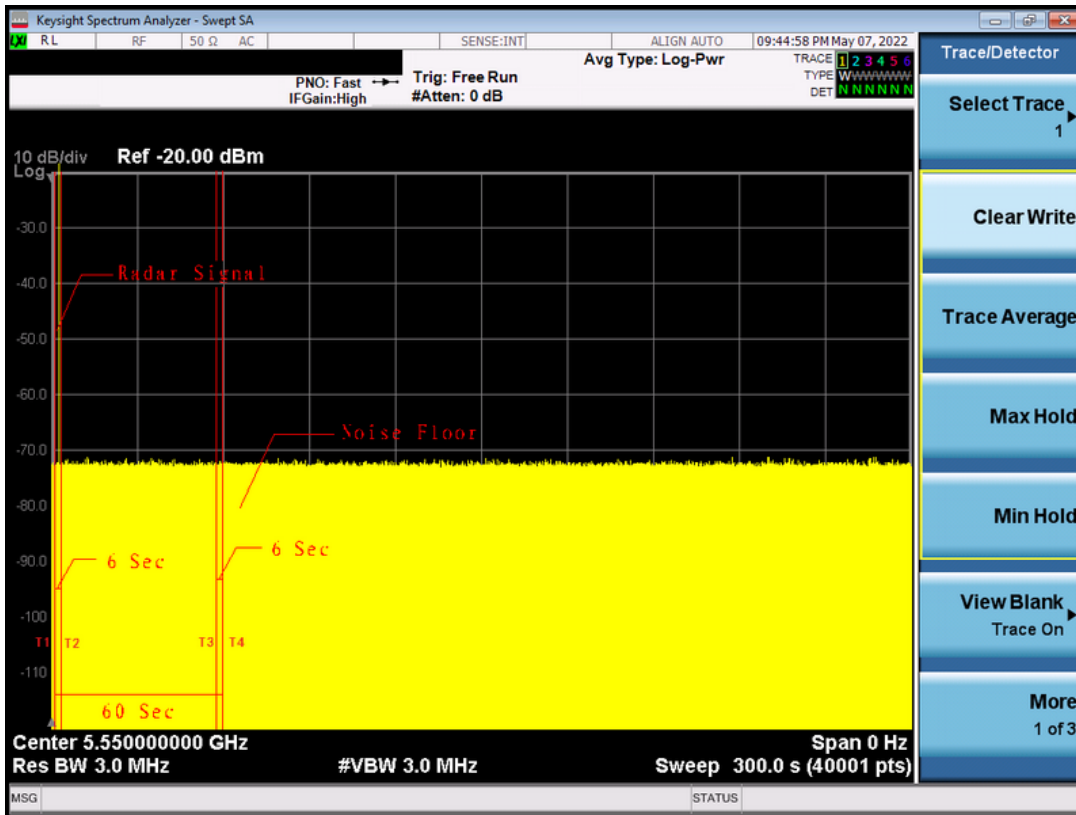 Keysight Spectrum Analyzer - Swept SA
LXI RL RF 50 Ω AC SENSE:INT ALIGN AUTO 09:44:58 PM May 07, 2022
Avg Type: Log-Pwr
TRACE 1 2 3 4 5 6
TYPE WWWWWWW
DET N N N N N N
PNO: Fast
IFGain:High
Trig: Free Run
#Atten: 0 dB
10 dB/div Ref -20.00 dBm
Log
-30.0
-40.0
-50.0
-60.0
-70.0
-80.0
-90.0
-100
-110
Radar Signal
Noise Floor
6 Sec
6 Sec
T1 T2 T3 T4
60 Sec
Center 5.550000000 GHz Span 0 Hz
Res BW 3.0 MHz #VBW 3.0 MHz Sweep 300.0 s (40001 pts)
MSG STATUS
Trace/Detector
Select Trace
1
Clear Write
Trace Average
Max Hold
Min Hold
View Blank
Trace On
More
1 of 3